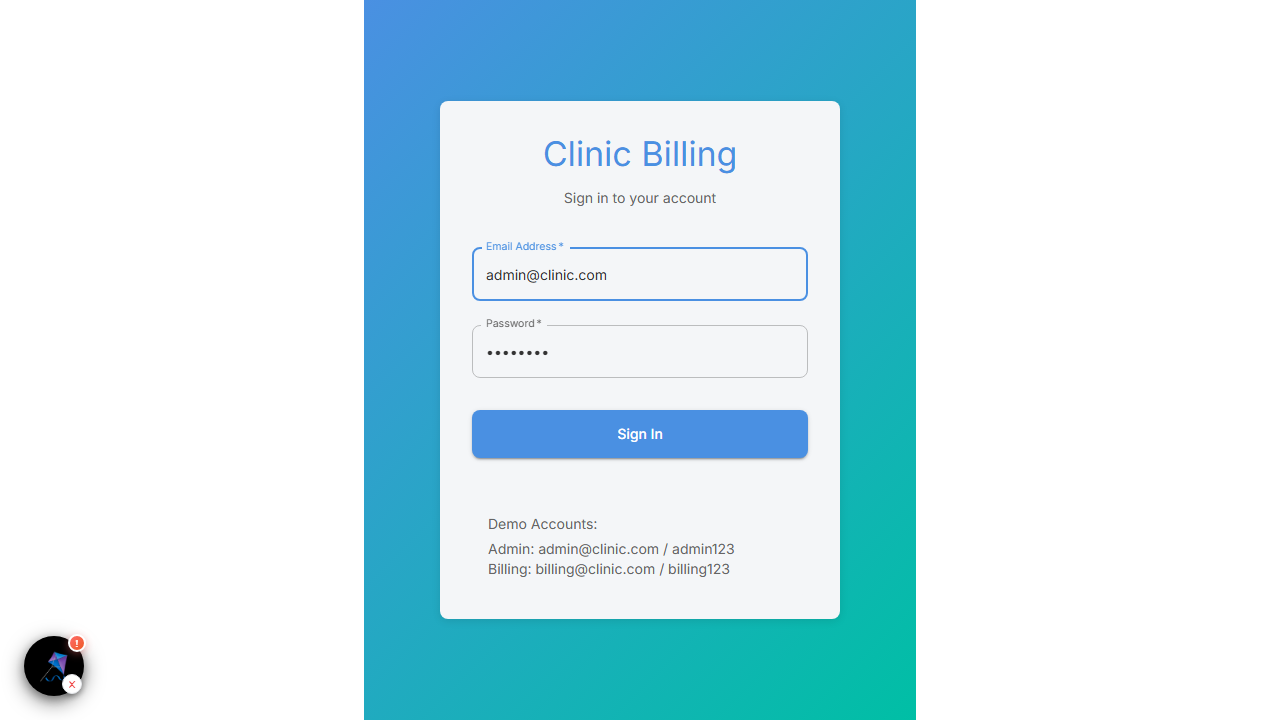 Clinic Billing
Sign in to your account
Email Address *
admin@clinic.com
Password *
••••••••
Sign In
Demo Accounts:
Admin: admin@clinic.com / admin123
Billing: billing@clinic.com / billing123
!
x